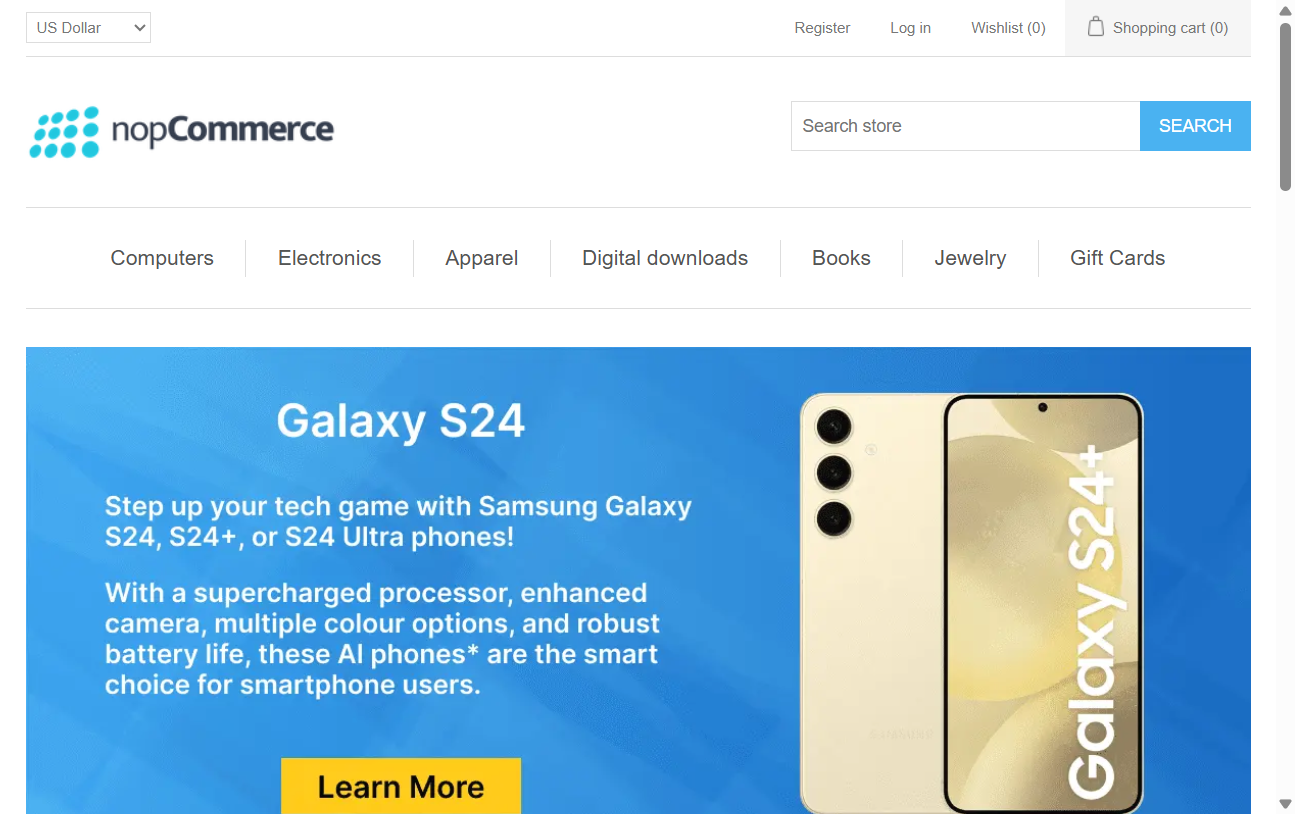 US Dollar
Register
Log in
Wishlist (0)
Shopping cart (0)
nopCommerce
Search store
SEARCH
Computers
Electronics
Apparel
Digital downloads
Books
Jewelry
Gift Cards
Galaxy S24
Step up your tech game with Samsung Galaxy
S24, S24+, or S24 Ultra phones!
With a supercharged processor, enhanced
camera, multiple colour options, and robust
battery life, these AI phones* are the smart
choice for smartphone users.
Learn More
SAMSUNG
Galaxy S24+